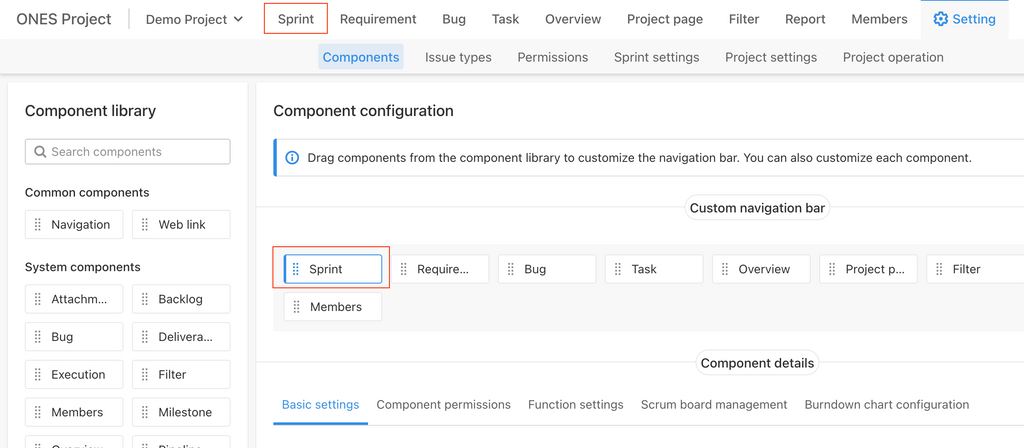 ONES Project Demo Project Sprint Requirement Bug Task Overview Project page Filter Report Members Setting
Components Issue types Permissions Sprint settings Project settings Project operation
Component library
Search components
Common components
Navigation Web link
System components
Attachm... Backlog
Bug Delivera...
Execution Filter
Members Milestone
Overview Pipeline
Component configuration
Drag components from the component library to customize the navigation bar. You can also customize each component.
Custom navigation bar
Sprint Require... Bug Task Overview Project p... Filter
Members
Component details
Basic settings Component permissions Function settings Scrum board management Burndown chart configuration